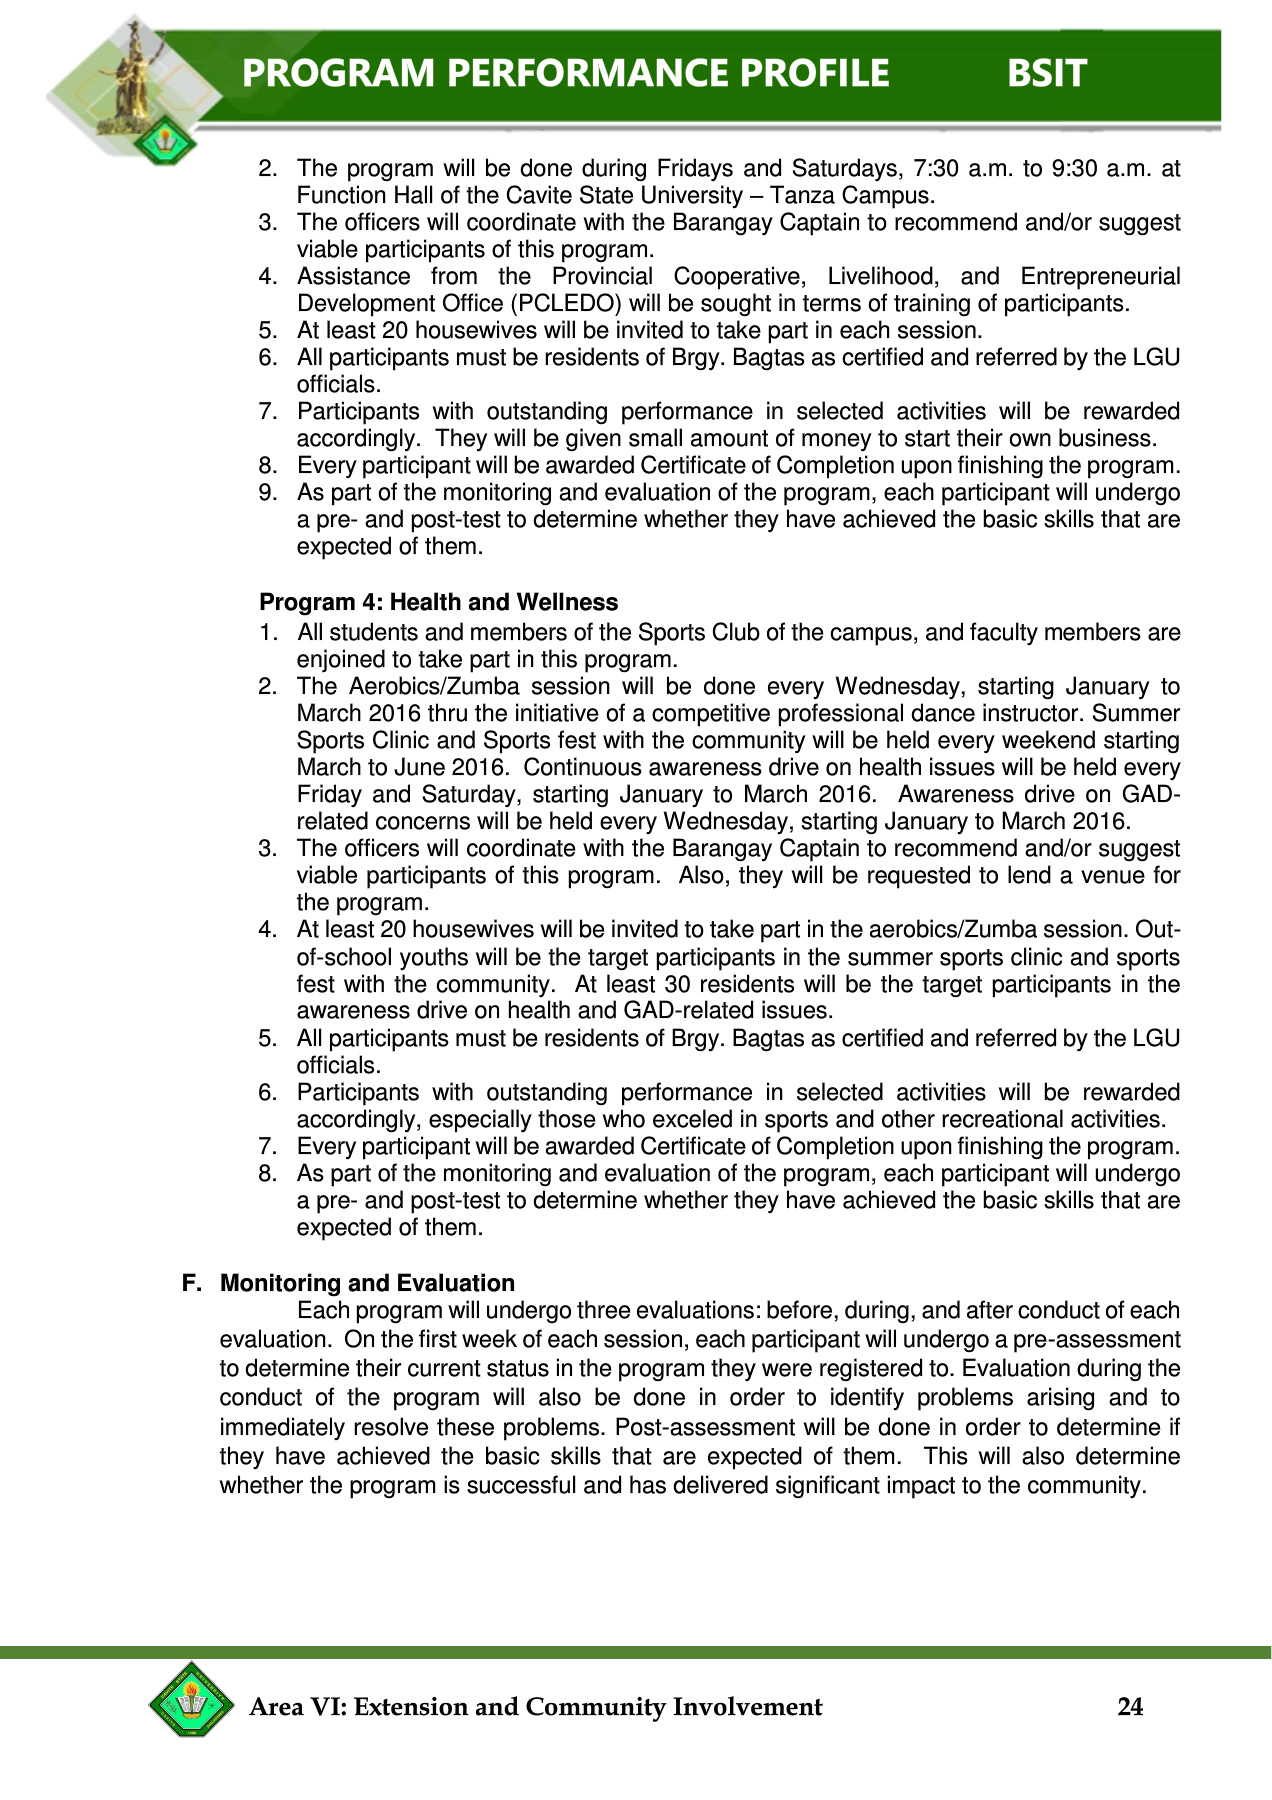 PROGRAM PERFORMANCE PROFILE BSIT
2. The program will be done during Fridays and Saturdays, 7:30 a.m. to 9:30 a.m. at
Function Hall of the Cavite State University – Tanza Campus.
3. The officers will coordinate with the Barangay Captain to recommend and/or suggest
viable participants of this program.
4. Assistance from the Provincial Cooperative, Livelihood, and Entrepreneurial
Development Office (PCLEDO) will be sought in terms of training of participants.
5. At least 20 housewives will be invited to take part in each session.
6. All participants must be residents of Brgy. Bagtas as certified and referred by the LGU
officials.
7. Participants with outstanding performance in selected activities will be rewarded
accordingly. They will be given small amount of money to start their own business.
8. Every participant will be awarded Certificate of Completion upon finishing the program.
9. As part of the monitoring and evaluation of the program, each participant will undergo
a pre- and post-test to determine whether they have achieved the basic skills that are
expected of them.
Program 4: Health and Wellness
1. All students and members of the Sports Club of the campus, and faculty members are
enjoined to take part in this program.
2. The Aerobics/Zumba session will be done every Wednesday, starting January to
March 2016 thru the initiative of a competitive professional dance instructor. Summer
Sports Clinic and Sports fest with the community will be held every weekend starting
March to June 2016. Continuous awareness drive on health issues will be held every
Friday and Saturday, starting January to March 2016. Awareness drive on GAD-
related concerns will be held every Wednesday, starting January to March 2016.
3. The officers will coordinate with the Barangay Captain to recommend and/or suggest
viable participants of this program. Also, they will be requested to lend a venue for
the program.
4. At least 20 housewives will be invited to take part in the aerobics/Zumba session. Out-
of-school youths will be the target participants in the summer sports clinic and sports
fest with the community. At least 30 residents will be the target participants in the
awareness drive on health and GAD-related issues.
5. All participants must be residents of Brgy. Bagtas as certified and referred by the LGU
officials.
6. Participants with outstanding performance in selected activities will be rewarded
accordingly, especially those who exceled in sports and other recreational activities.
7. Every participant will be awarded Certificate of Completion upon finishing the program.
8. As part of the monitoring and evaluation of the program, each participant will undergo
a pre- and post-test to determine whether they have achieved the basic skills that are
expected of them.
F. Monitoring and Evaluation
Each program will undergo three evaluations: before, during, and after conduct of each
evaluation. On the first week of each session, each participant will undergo a pre-assessment
to determine their current status in the program they were registered to. Evaluation during the
conduct of the program will also be done in order to identify problems arising and to
immediately resolve these problems. Post-assessment will be done in order to determine if
they have achieved the basic skills that are expected of them. This will also determine
whether the program is successful and has delivered significant impact to the community.
Area VI: Extension and Community Involvement 24